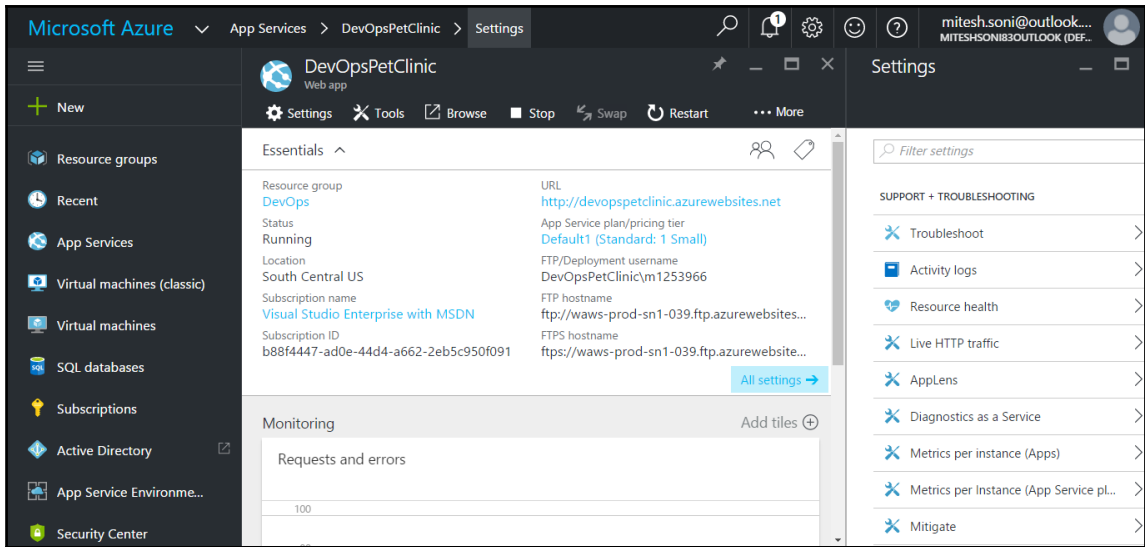 Microsoft Azure App Services > DevOpsPetClinic > Settings
1
mitesh.soni@outlook....
MITESHSONI83OUTLOOK (DEF...
New
Resource groups
Recent
App Services
Virtual machines (classic)
Virtual machines
SQL databases
Subscriptions
Active Directory
App Service Environme...
Security Center
DevOpsPetClinic
Web app
Settings Tools Browse Stop Swap Restart ... More
Essentials
Resource group
DevOps
Status
Running
Location
South Central US
Subscription name
Visual Studio Enterprise with MSDN
Subscription ID
b88f4447-ad0e-44d4-a662-2eb5c950f091
URL
http://devopspetclinic.azurewebsites.net
App Service plan/pricing tier
Default1 (Standard: 1 Small)
FTP/Deployment username
DevOpsPetClinic\m1253966
FTP hostname
ftp://waws-prod-sn1-039.ftp.azurewebsites...
FTPS hostname
ftps://waws-prod-sn1-039.ftp.azurewebsite...
All settings →
Monitoring
Add tiles
Requests and errors
100
Settings
Filter settings
SUPPORT + TROUBLESHOOTING
Troubleshoot
Activity logs
Resource health
Live HTTP traffic
AppLens
Diagnostics as a Service
Metrics per instance (Apps)
Metrics per Instance (App Service pl...
Mitigate